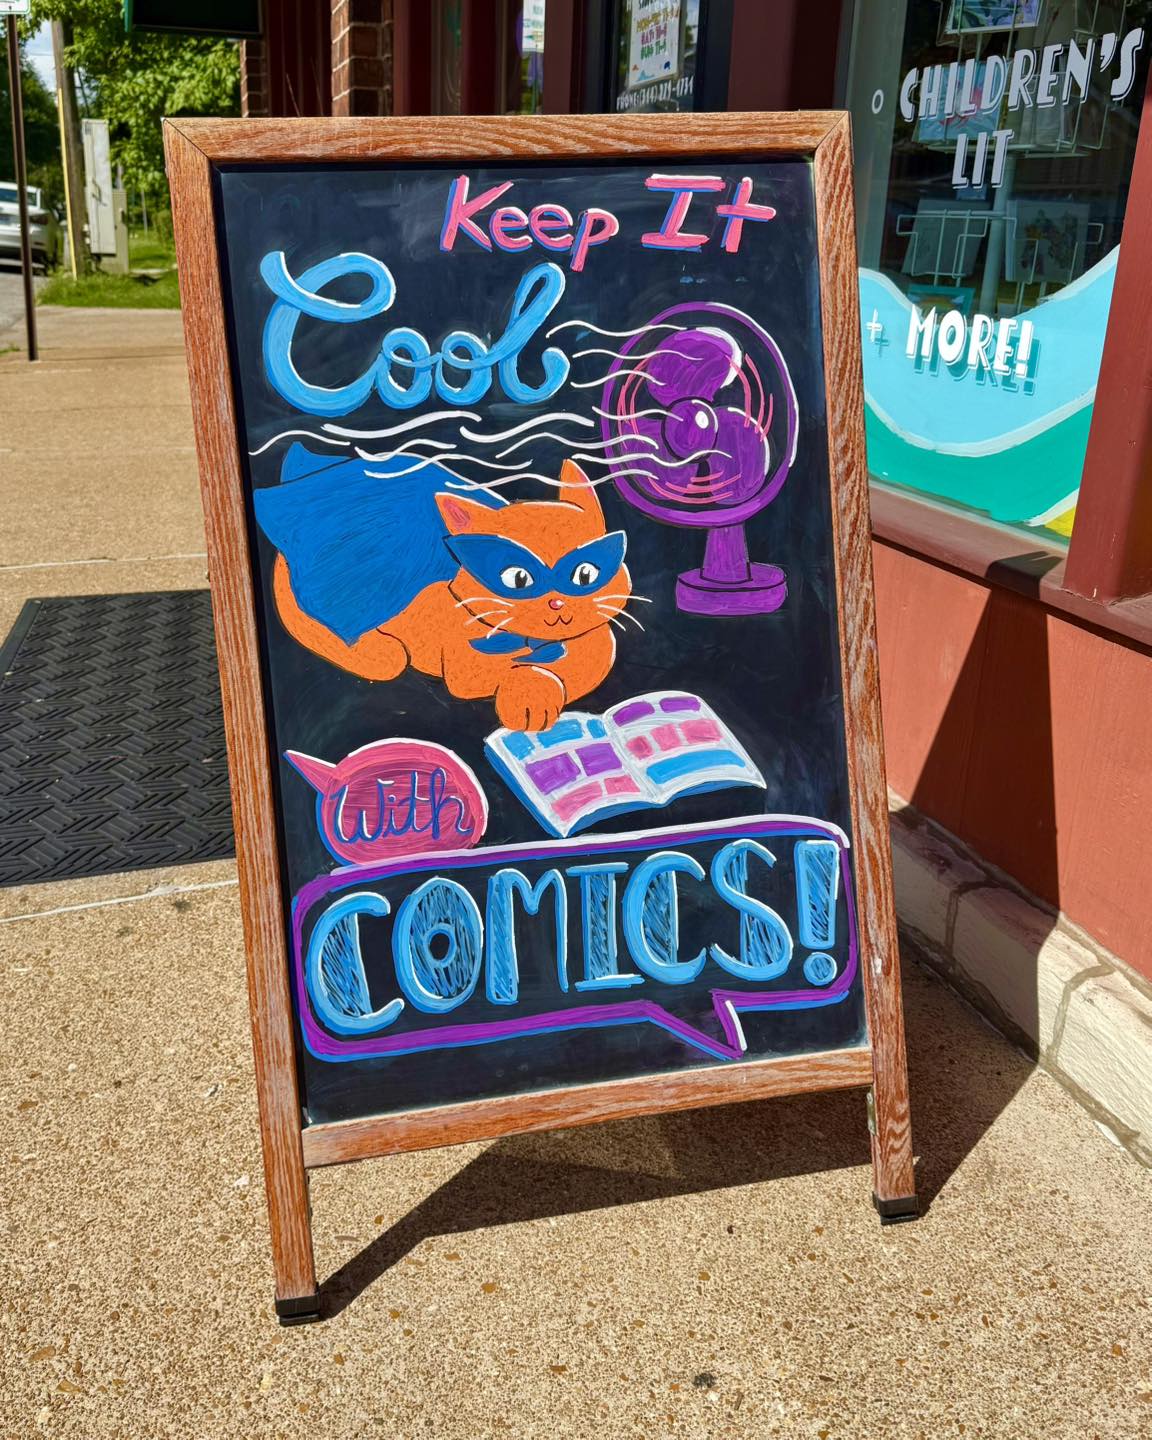 Keep It
Cool
With
COMICS!
CHILDREN'S
LIT
+ MORE!